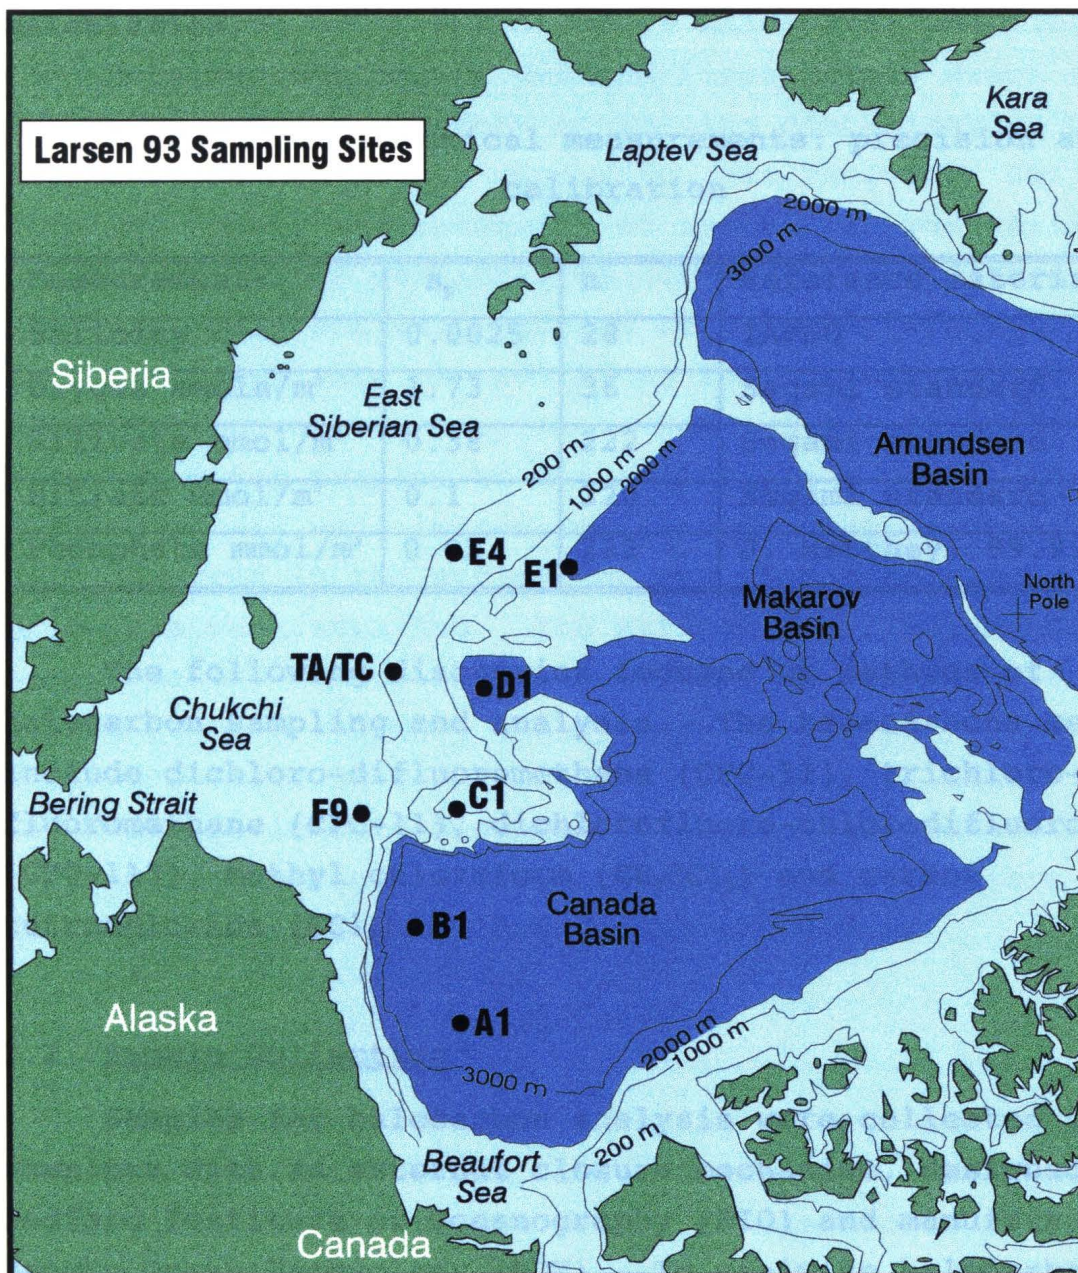 Larsen 93 Sampling Sites
Kara
Sea
Laptev Sea
2000 m
3000 m
Siberia
East
Siberian Sea
200 m
1000 m
2000 m
Amundsen
Basin
E4
E1
North
Pole
Makarov
Basin
TA/TC
D1
Chukchi
Sea
Bering Strait
F9
C1
B1
Canada
Basin
Alaska
A1
2000 m
1000 m
3000 m
200 m
Beaufort
Sea
Canada